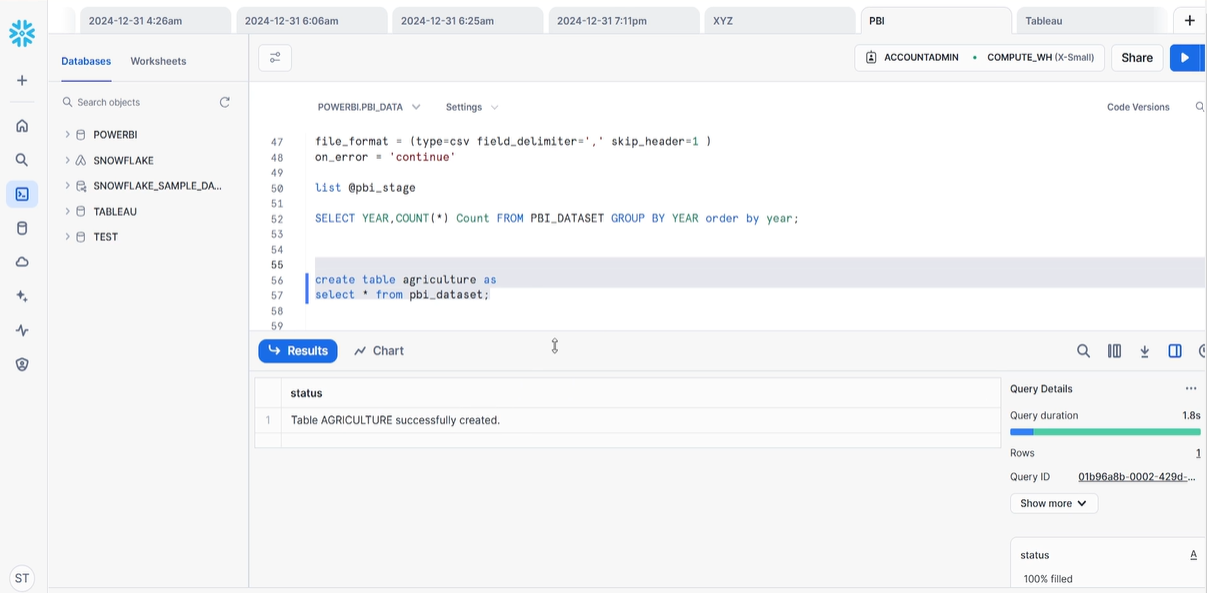 2024-12-31 4:26am
2024-12-31 6:06am
2024-12-31 6:25am
2024-12-31 7:11pm
XYZ
PBI
Tableau
Databases
Worksheets
ACCOUNTADMIN • COMPUTE_WH (X-Small)
Share
Search objects
POWERBI
SNOWFLAKE
SNOWFLAKE_SAMPLE_DA...
TABLEAU
TEST
POWERBI.PBI_DATA
Settings
Code Versions
47 file_format = (type=csv field_delimiter=',' skip_header=1 )
48 on_error = 'continue'
49
50 list @pbi_stage
51
52 SELECT YEAR,COUNT(*) Count FROM PBI_DATASET GROUP BY YEAR order by year;
53
54
55
56 create table agriculture as
57 select * from pbi_dataset;
58
59
Results
Chart
status
1 Table AGRICULTURE successfully created.
Query Details
...
Query duration 1.8s
Rows 1
Query ID 01b96a8b-0002-429d-...
Show more
status A
100% filled
ST